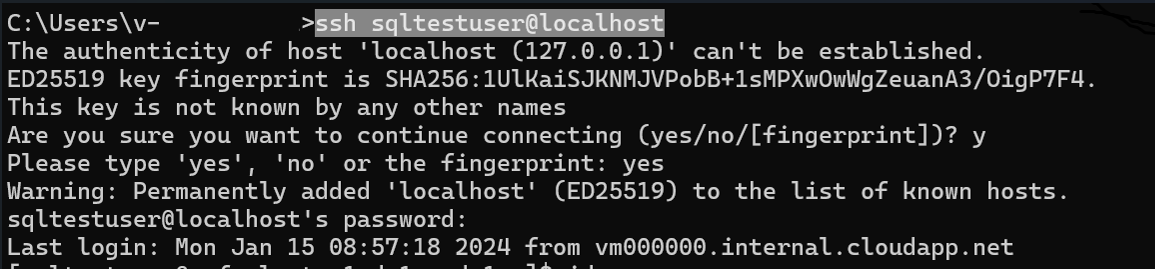 C:\Users\v- >ssh sqltestuser@localhost
The authenticity of host 'localhost (127.0.0.1)' can't be established.
ED25519 key fingerprint is SHA256:1UlKaiSJKNMJVPobB+1sMPXwOwWgZeuanA3/OigP7F4.
This key is not known by any other names
Are you sure you want to continue connecting (yes/no/[fingerprint])? y
Please type 'yes', 'no' or the fingerprint: yes
Warning: Permanently added 'localhost' (ED25519) to the list of known hosts.
sqltestuser@localhost's password:
Last login: Mon Jan 15 08:57:18 2024 from vm000000.internal.cloudapp.net